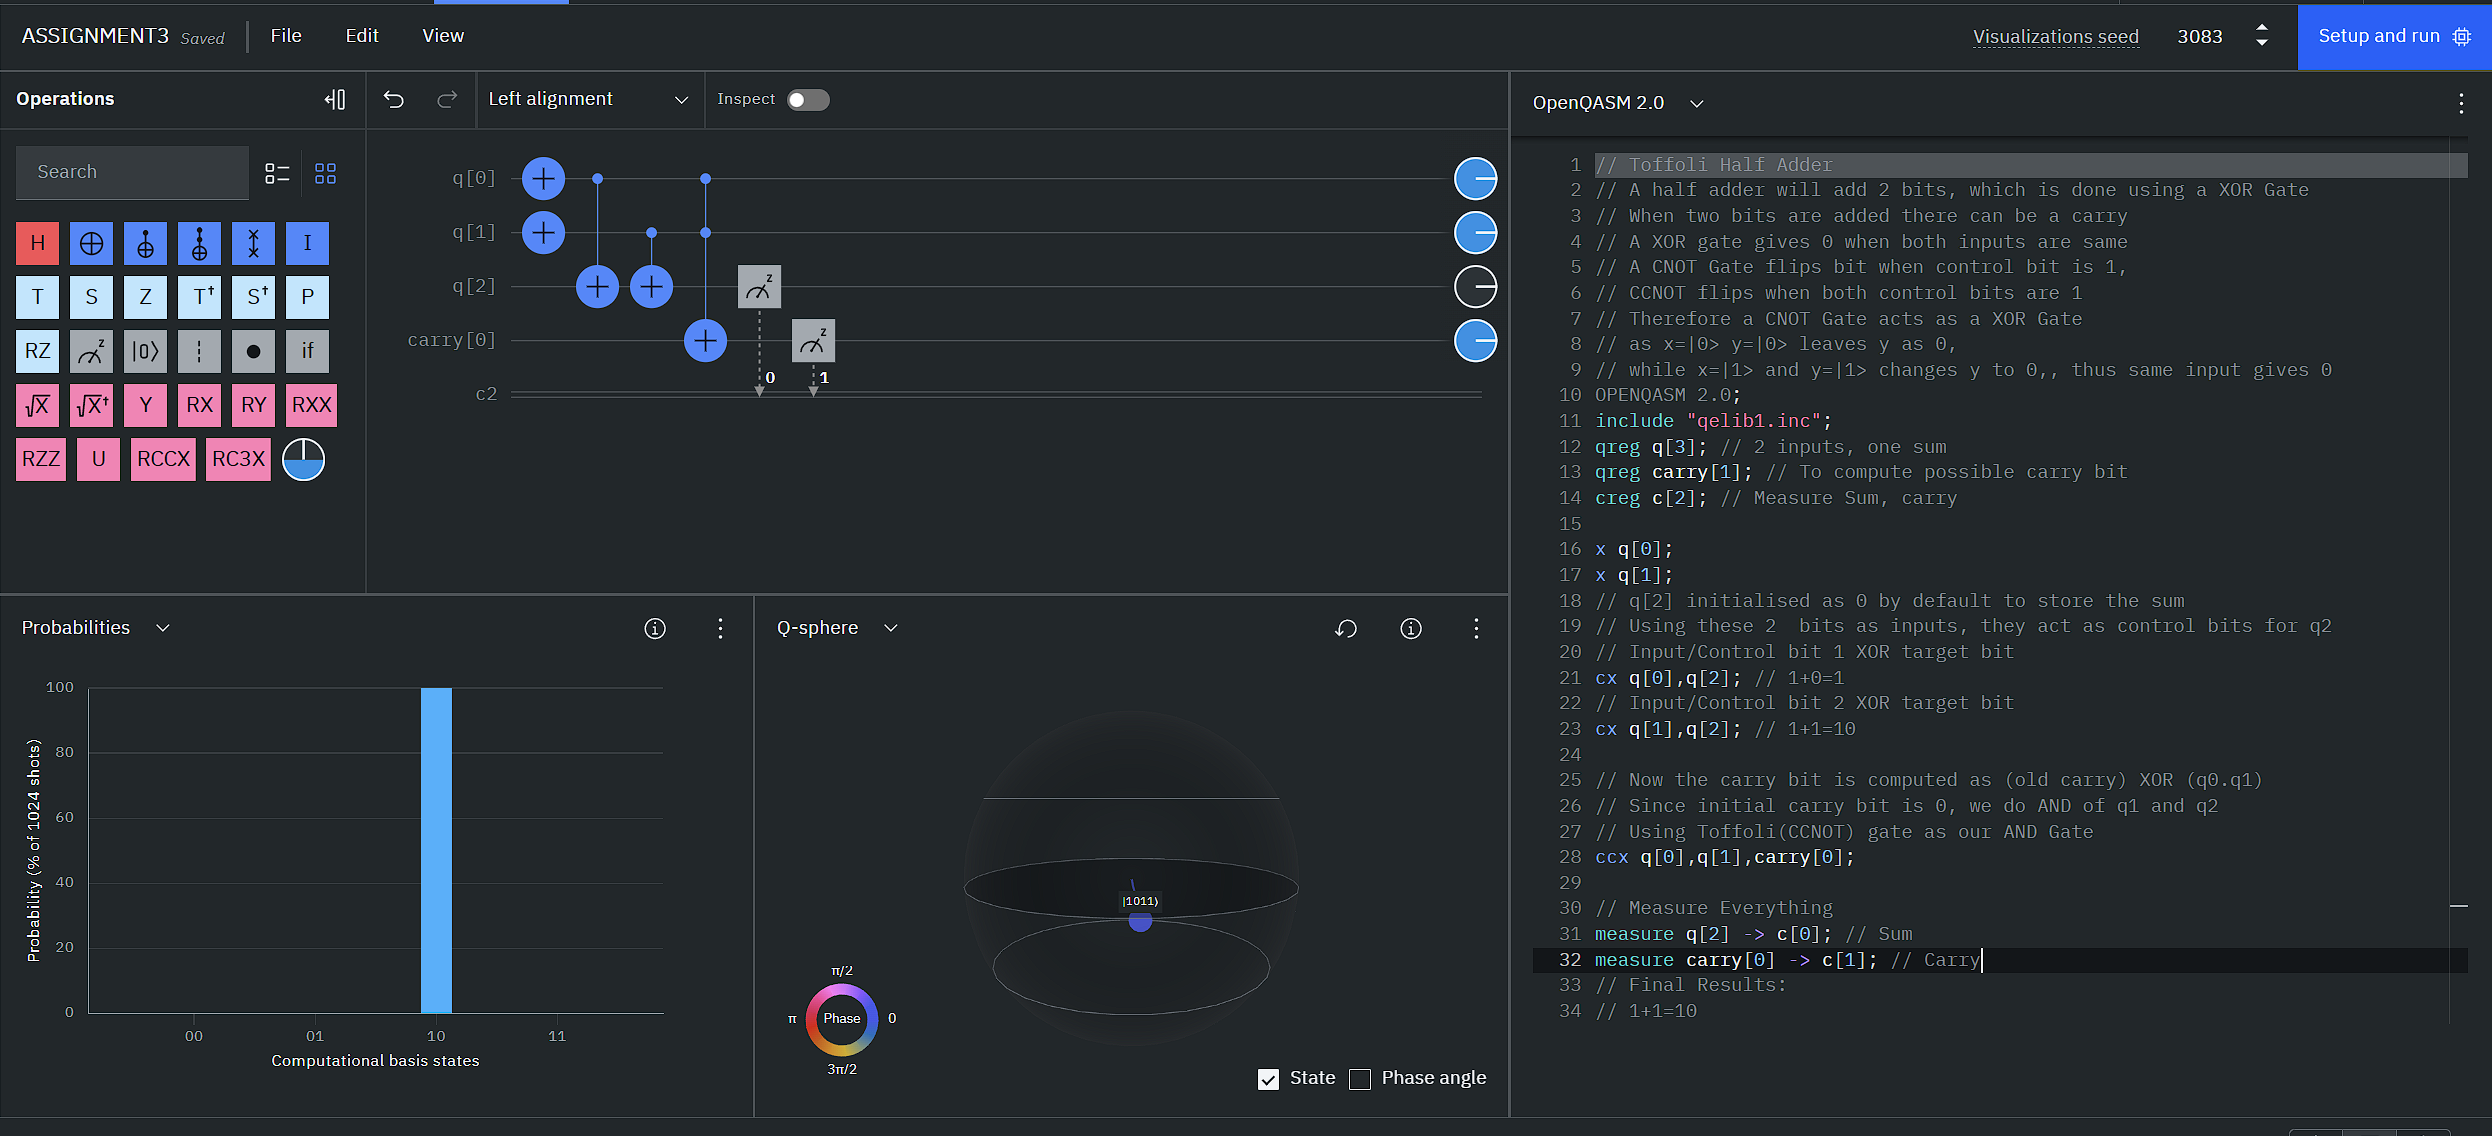 ASSIGNMENT3 Saved File Edit View Visualizations seed 3083 Setup and run
Operations Left alignment Inspect
Search
H I
T S Z T† S† P
RZ z |0⟩ if
√X √X† Y RX RY RXX
RZZ U RCCX RC3X
q[0]
q[1]
q[2] z
carry[0] z
0 1
c2
Probabilities
100
80
60
40
20
0
Probability (% of 1024 shots)
00 01 10 11
Computational basis states
Q-sphere
|1011⟩
π/2
π Phase 0
3π/2
State Phase angle
OpenQASM 2.0
1 // Toffoli Half Adder
2 // A half adder will add 2 bits, which is done using a XOR Gate
3 // When two bits are added there can be a carry
4 // A XOR gate gives 0 when both inputs are same
5 // A CNOT Gate flips bit when control bit is 1,
6 // CCNOT flips when both control bits are 1
7 // Therefore a CNOT Gate acts as a XOR Gate
8 // as x=|0> y=|0> leaves y as 0,
9 // while x=|1> and y=|1> changes y to 0,, thus same input gives 0
10 OPENQASM 2.0;
11 include "qelib1.inc";
12 qreg q[3]; // 2 inputs, one sum
13 qreg carry[1]; // To compute possible carry bit
14 creg c[2]; // Measure Sum, carry
15
16 x q[0];
17 x q[1];
18 // q[2] initialised as 0 by default to store the sum
19 // Using these 2  bits as inputs, they act as control bits for q2
20 // Input/Control bit 1 XOR target bit
21 cx q[0],q[2]; // 1+0=1
22 // Input/Control bit 2 XOR target bit
23 cx q[1],q[2]; // 1+1=10
24
25 // Now the carry bit is computed as (old carry) XOR (q0.q1)
26 // Since initial carry bit is 0, we do AND of q1 and q2
27 // Using Toffoli(CCNOT) gate as our AND Gate
28 ccx q[0],q[1],carry[0];
29
30 // Measure Everything
31 measure q[2] -> c[0]; // Sum
32 measure carry[0] -> c[1]; // Carry
33 // Final Results:
34 // 1+1=10